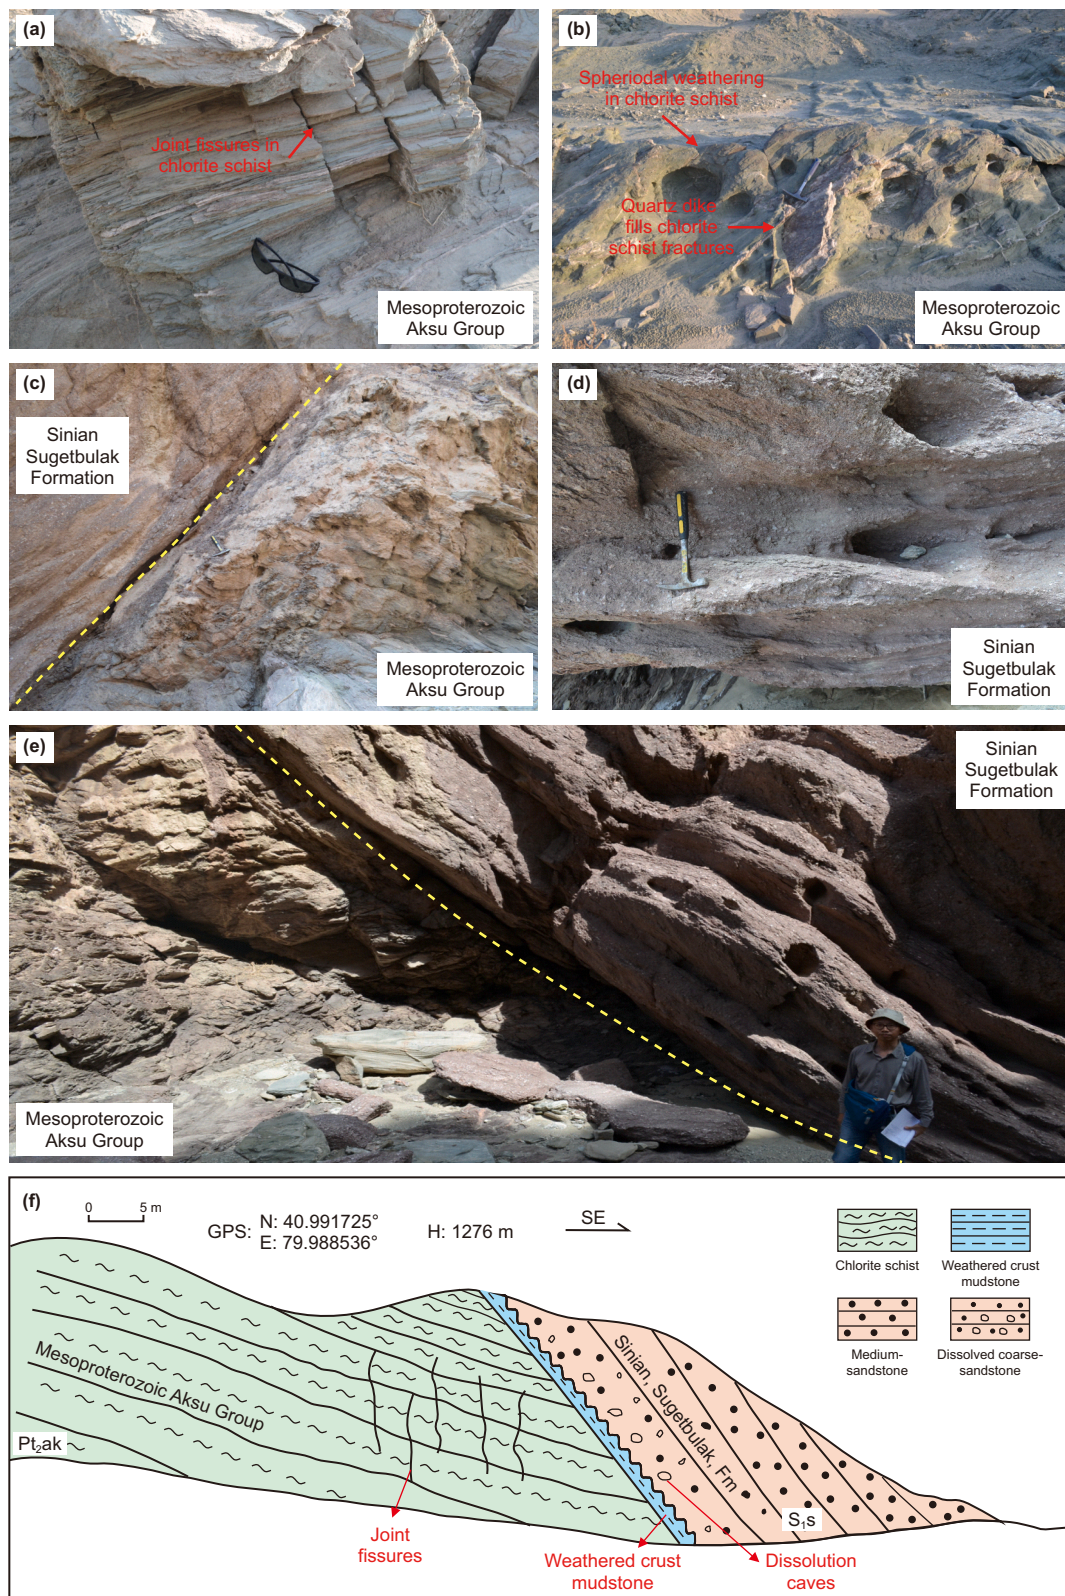 (a)
Joint fissures in
chlorite schist
Mesoproterozoic
Aksu Group
(b)
Spheriodal weathering
in chlorite schist
Quartz dike
fills chlorite
schist fractures
Mesoproterozoic
Aksu Group
(c)
Sinian
Sugetbulak
Formation
Mesoproterozoic
Aksu Group
(d)
Sinian
Sugetbulak
Formation
(e)
Sinian
Sugetbulak
Formation
Mesoproterozoic
Aksu Group
(f)
0 5 m
GPS: N: 40.991725°
E: 79.988536°
H: 1276 m
SE
Chlorite schist
Weathered crust
mudstone
Medium-
sandstone
Dissolved coarse-
sandstone
Mesoproterozoic Aksu Group
Pt₂ak
Sinian, Sugetbulak, Fm
S₁s
Joint
fissures
Weathered crust
mudstone
Dissolution
caves